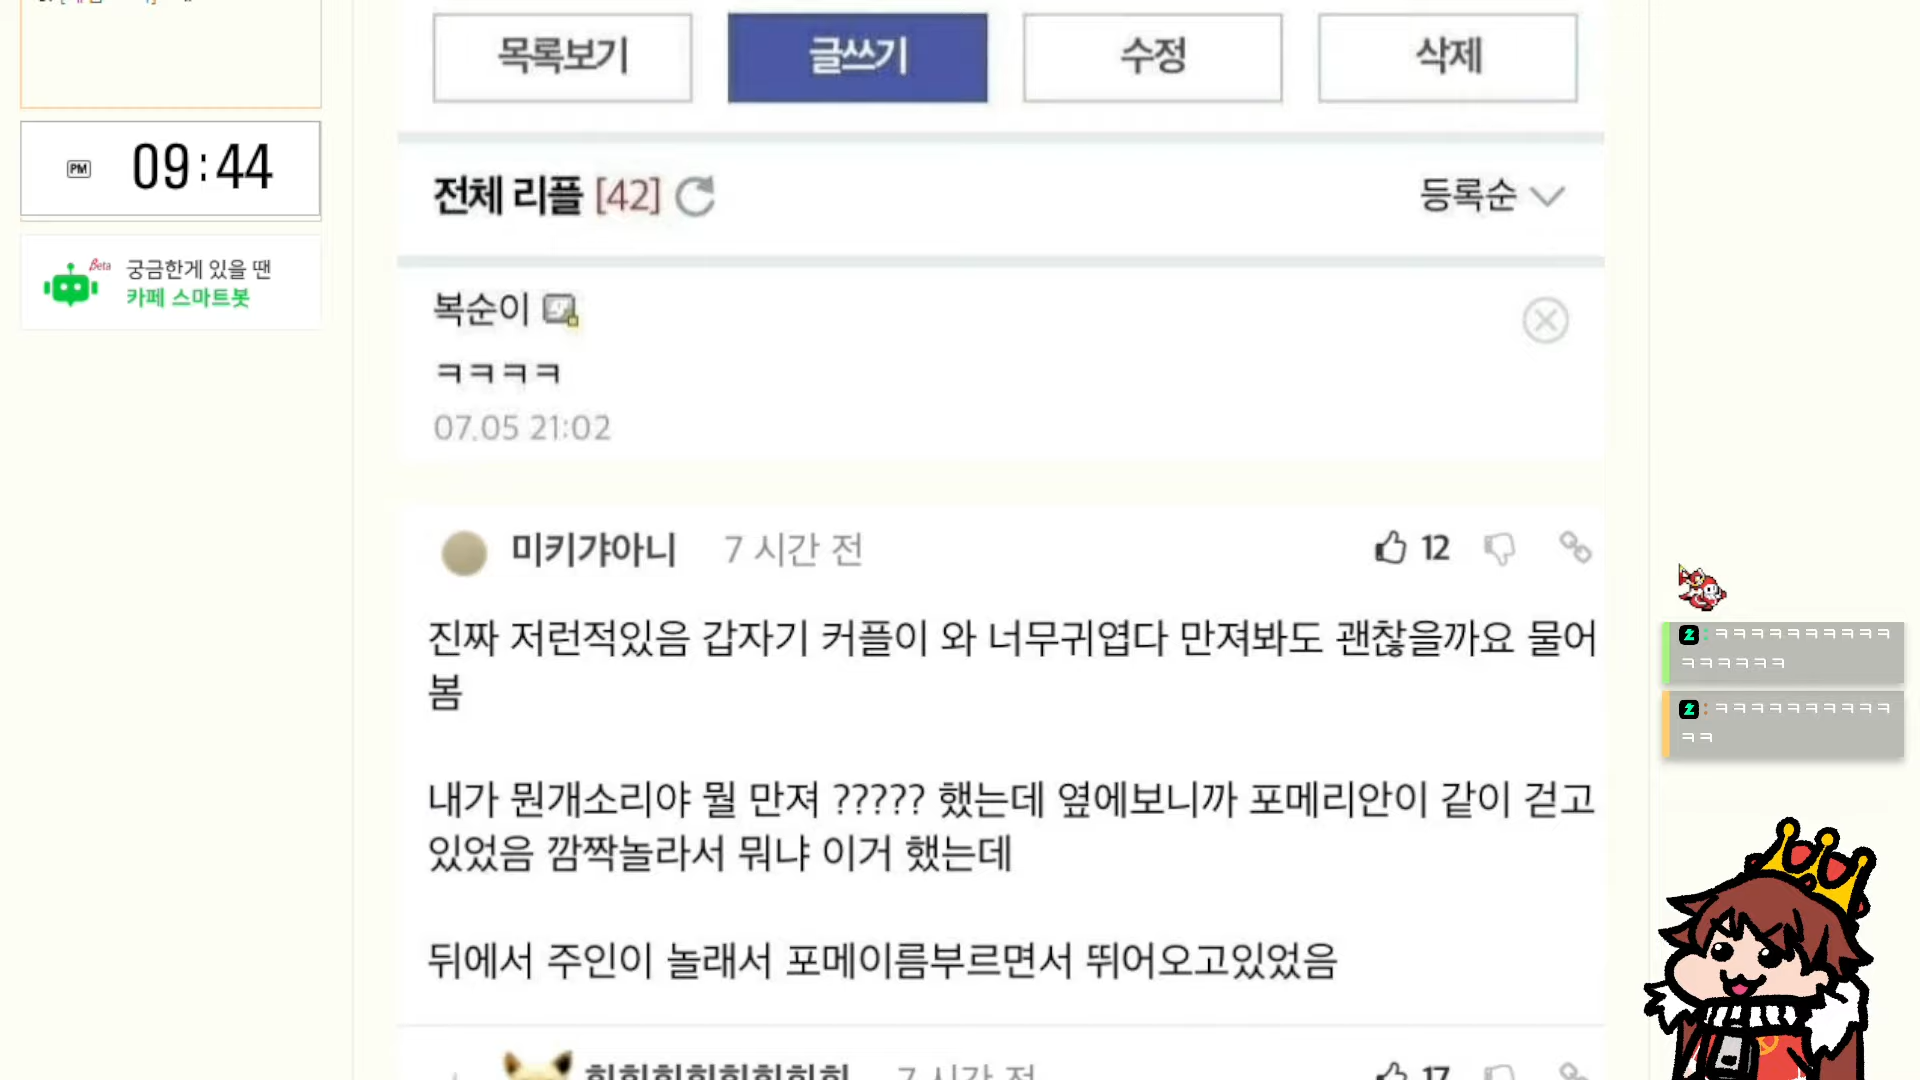 목록보기
글쓰기
수정
삭제
PM 09:44
전체 리플 [42]
등록순
Beta 궁금한게 있을 땐
카페 스마트봇
복순이
ㅋㅋㅋㅋ
07.05 21:02
미키갸아니 7 시간 전 12
진짜 저런적있음 갑자기 커플이 와 너무귀엽다 만져봐도 괜찮을까요 물어
봄
내가 뭔개소리야 뭘 만져 ????? 했는데 옆에보니까 포메리안이 같이 걷고
있었음 깜짝놀라서 뭐냐 이거 했는데
뒤에서 주인이 놀래서 포메이름부르면서 뛰어오고있었음
7 시간 전 17
: ㅋㅋㅋㅋㅋㅋㅋㅋㅋㅋ
ㅋㅋㅋㅋㅋㅋ
: ㅋㅋㅋㅋㅋㅋㅋㅋㅋㅋ
ㅋㅋ